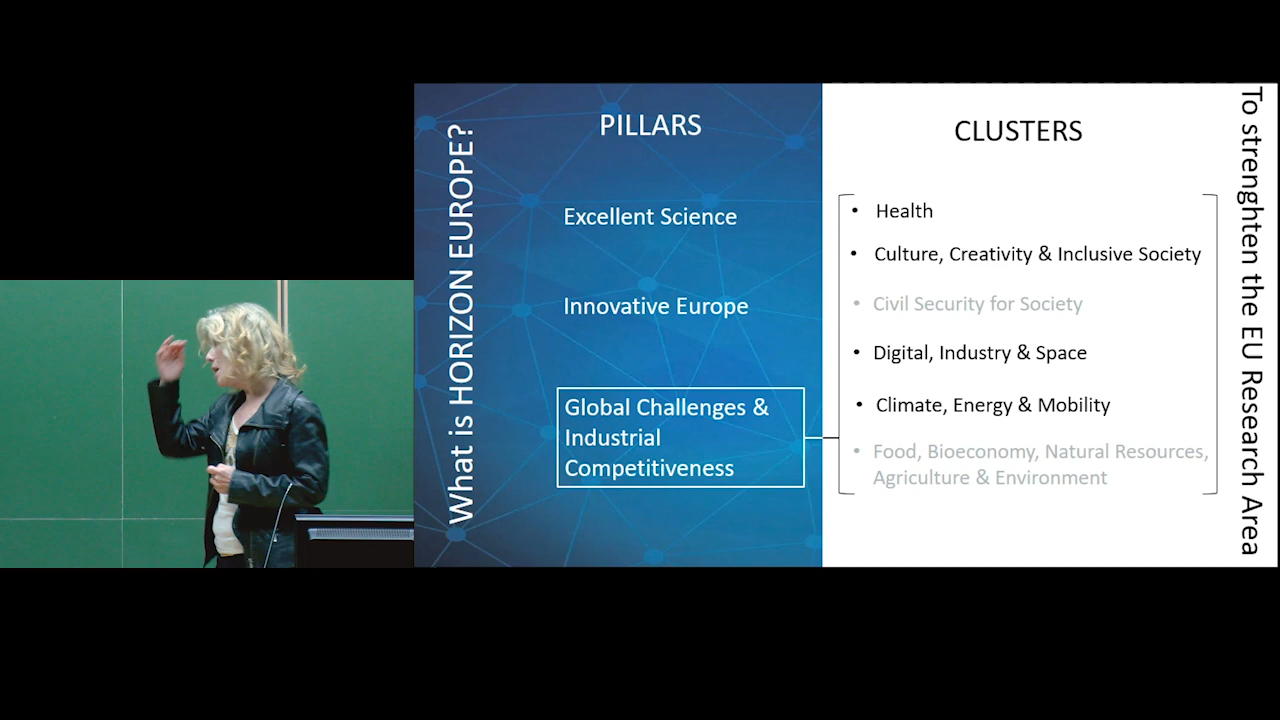 What is HORIZON EUROPE?
PILLARS
Excellent Science
Innovative Europe
Global Challenges &
Industrial
Competitiveness
CLUSTERS
• Health
• Culture, Creativity & Inclusive Society
• Civil Security for Society
• Digital, Industry & Space
• Climate, Energy & Mobility
• Food, Bioeconomy, Natural Resources,
Agriculture & Environment
To strenghten the EU Research Area